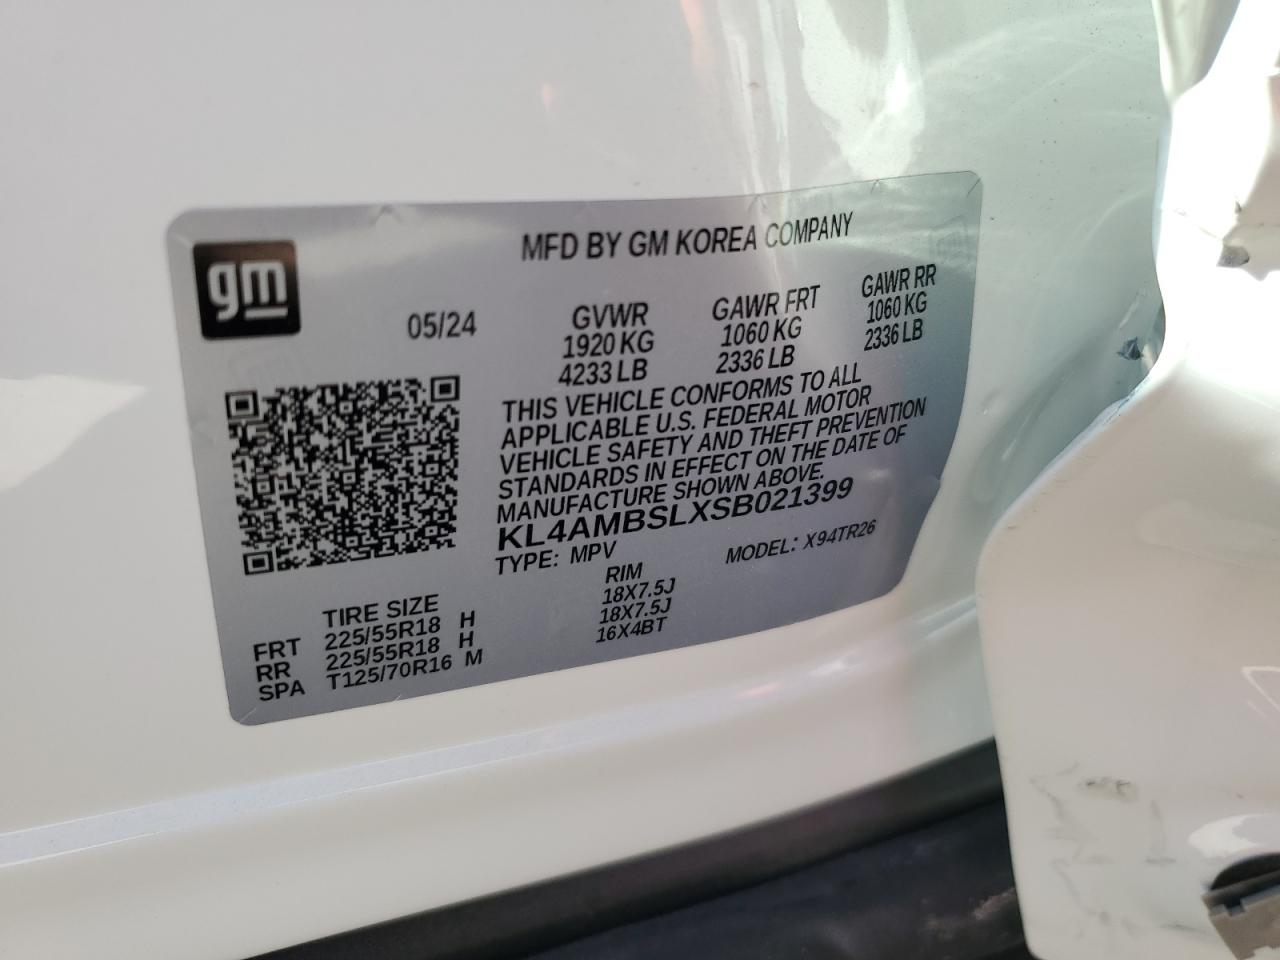 gm
MFD BY GM KOREA COMPANY
05/24
GVWR GAWR FRT GAWR RR
1920 KG 1060 KG 1060 KG
4233 LB 2336 LB 2336 LB
THIS VEHICLE CONFORMS TO ALL
APPLICABLE U.S. FEDERAL MOTOR
VEHICLE SAFETY AND THEFT PREVENTION
STANDARDS IN EFFECT ON THE DATE OF
MANUFACTURE SHOWN ABOVE.
KL4AMBSLXSB021399
TYPE: MPV MODEL: X94TR26
TIRE SIZE RIM
FRT 225/55R18 H 18X7.5J
RR 225/55R18 H 18X7.5J
SPA T125/70R16 M 16X4BT